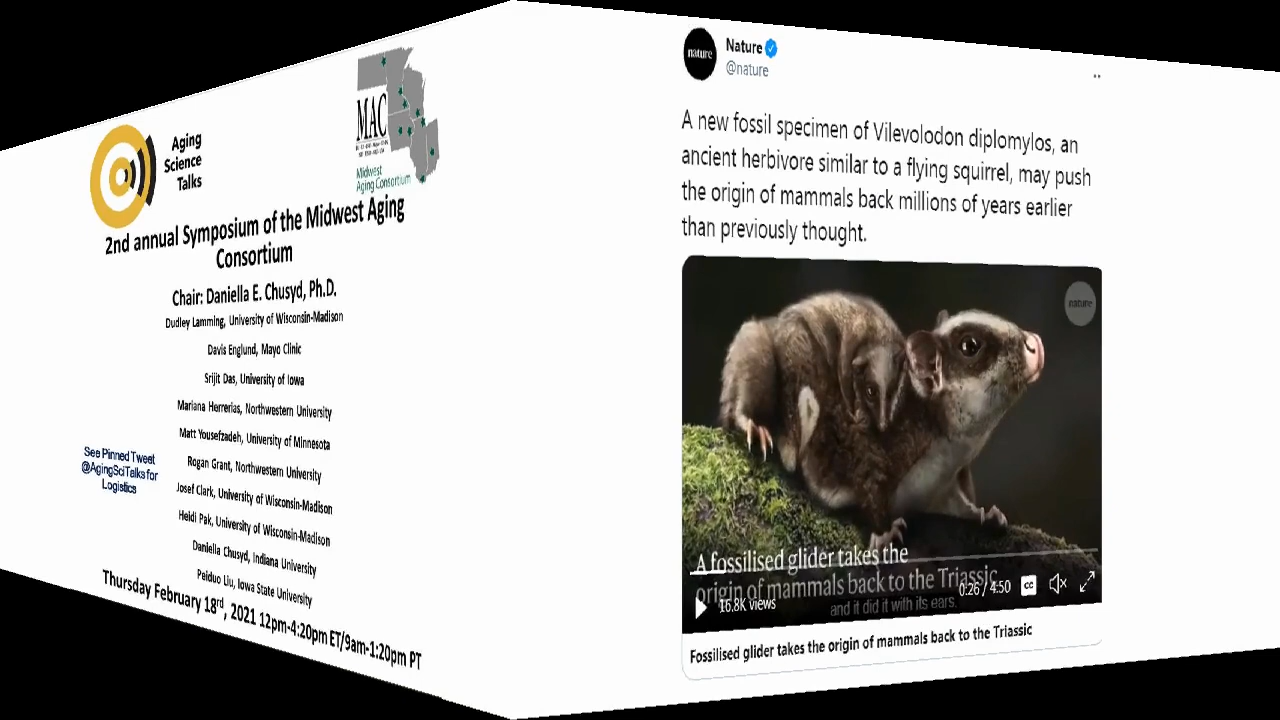 Aging
Science
Talks
MAC
Midwest
Aging Consortium
2nd annual Symposium of the Midwest Aging
Consortium
Chair: Daniella E. Chusyd, Ph.D.
Dudley Lamming, University of Wisconsin-Madison
Davis Englund, Mayo Clinic
Srijit Das, University of Iowa
Mariana Herrerias, Northwestern University
Matt Yousefzadeh, University of Minnesota
Rogan Grant, Northwestern University
Josef Clark, University of Wisconsin-Madison
Heidi Pak, University of Wisconsin-Madison
Daniella Chusyd, Indiana University
Peiduo Liu, Iowa State University
See Pinned Tweet
@AgingSciTalks for
Logistics
Thursday February 18rd, 2021 12pm-4:20pm ET/9am-1:20pm PT
nature
Nature
@nature
A new fossil specimen of Vilevolodon diplomylos, an
ancient herbivore similar to a flying squirrel, may push
the origin of mammals back millions of years earlier
than previously thought.
nature
A fossilised glider takes the
origin of mammals back to the Triassic
16.8K views
0:26 / 4:50
CC
and it did it with its ears.
Fossilised glider takes the origin of mammals back to the Triassic